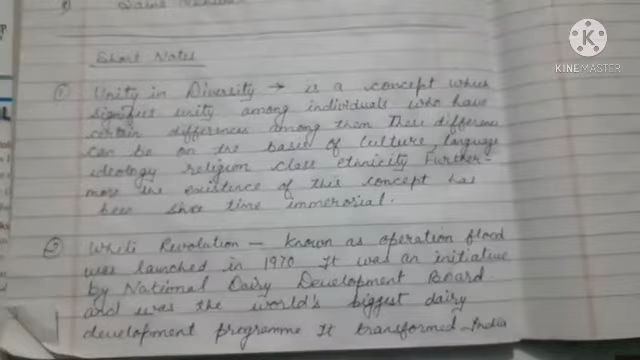 Short Notes
KINEMASTER
① Unity in Diversity → is a concept which
signifies unity among individuals who have
certain differences among them These difference
can be on the bases of Culture, language
ideology religion class ethnicity Further-
more the existence of this concept has
been since time immemorial.
② White Revolution — Known as operation flood
was launched in 1970 It was an initiative
by National Dairy Development Board
and was the world's biggest dairy
development programme It transformed India